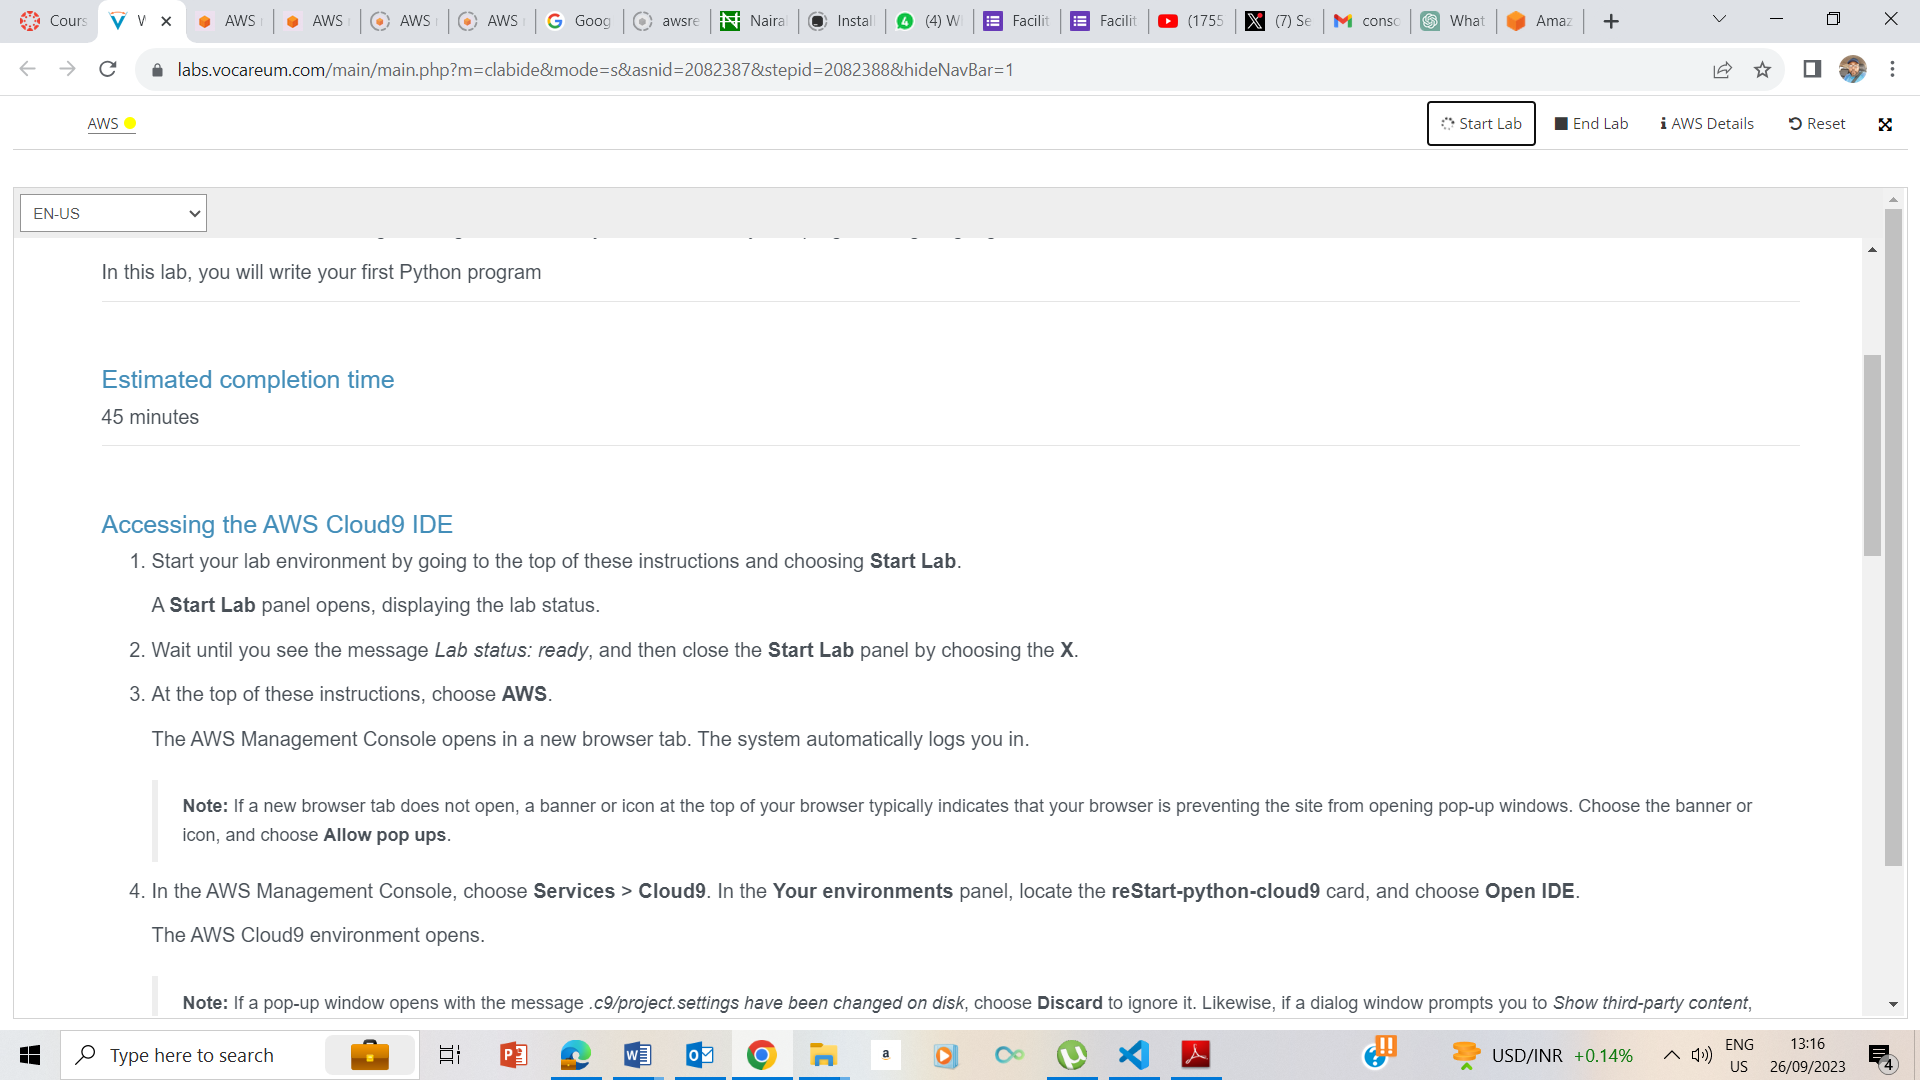 Cours
AWS
AWS
AWS
AWS
Goog
awsre
Naira
Instal
(4) W
Facilit
Facilit
(1755
(7) Se
conso
What
Amaz
labs.vocareum.com/main/main.php?m=clabide&mode=s&asnid=2082387&stepid=2082388&hideNavBar=1
AWS
Start Lab
End Lab
AWS Details
Reset
EN-US
In this lab, you will write your first Python program
Estimated completion time
45 minutes
Accessing the AWS Cloud9 IDE
1. Start your lab environment by going to the top of these instructions and choosing Start Lab.
A Start Lab panel opens, displaying the lab status.
2. Wait until you see the message Lab status: ready, and then close the Start Lab panel by choosing the X.
3. At the top of these instructions, choose AWS.
The AWS Management Console opens in a new browser tab. The system automatically logs you in.
Note: If a new browser tab does not open, a banner or icon at the top of your browser typically indicates that your browser is preventing the site from opening pop-up windows. Choose the banner or
icon, and choose Allow pop ups.
4. In the AWS Management Console, choose Services > Cloud9. In the Your environments panel, locate the reStart-python-cloud9 card, and choose Open IDE.
The AWS Cloud9 environment opens.
Note: If a pop-up window opens with the message .c9/project.settings have been changed on disk, choose Discard to ignore it. Likewise, if a dialog window prompts you to Show third-party content,
Type here to search
USD/INR +0.14%
ENG
US
13:16
26/09/2023
4